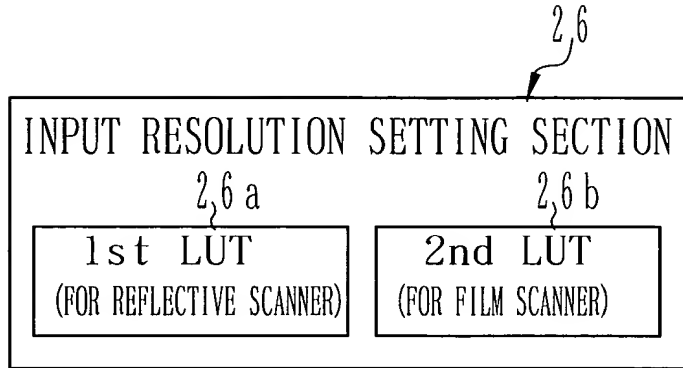 26
INPUT RESOLUTION SETTING SECTION
26a 26b
1st LUT 2nd LUT
(FOR REFLECTIVE SCANNER) (FOR FILM SCANNER)